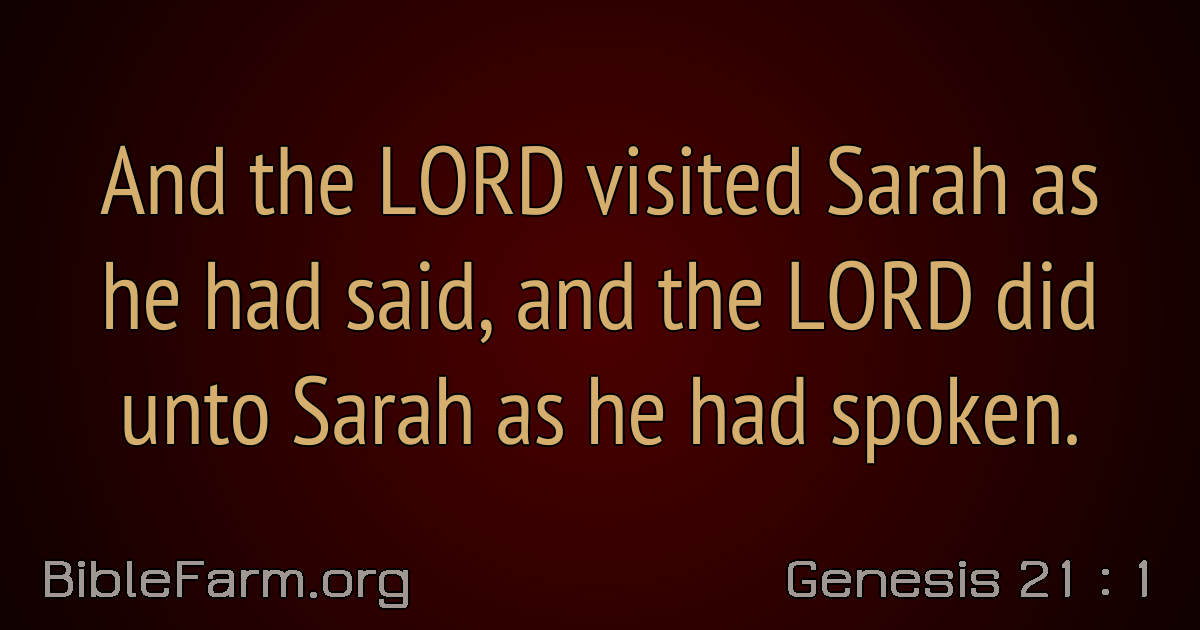 And the LORD visited Sarah as
he had said, and the LORD did
unto Sarah as he had spoken.
BibleFarm.org
Genesis 21 : 1